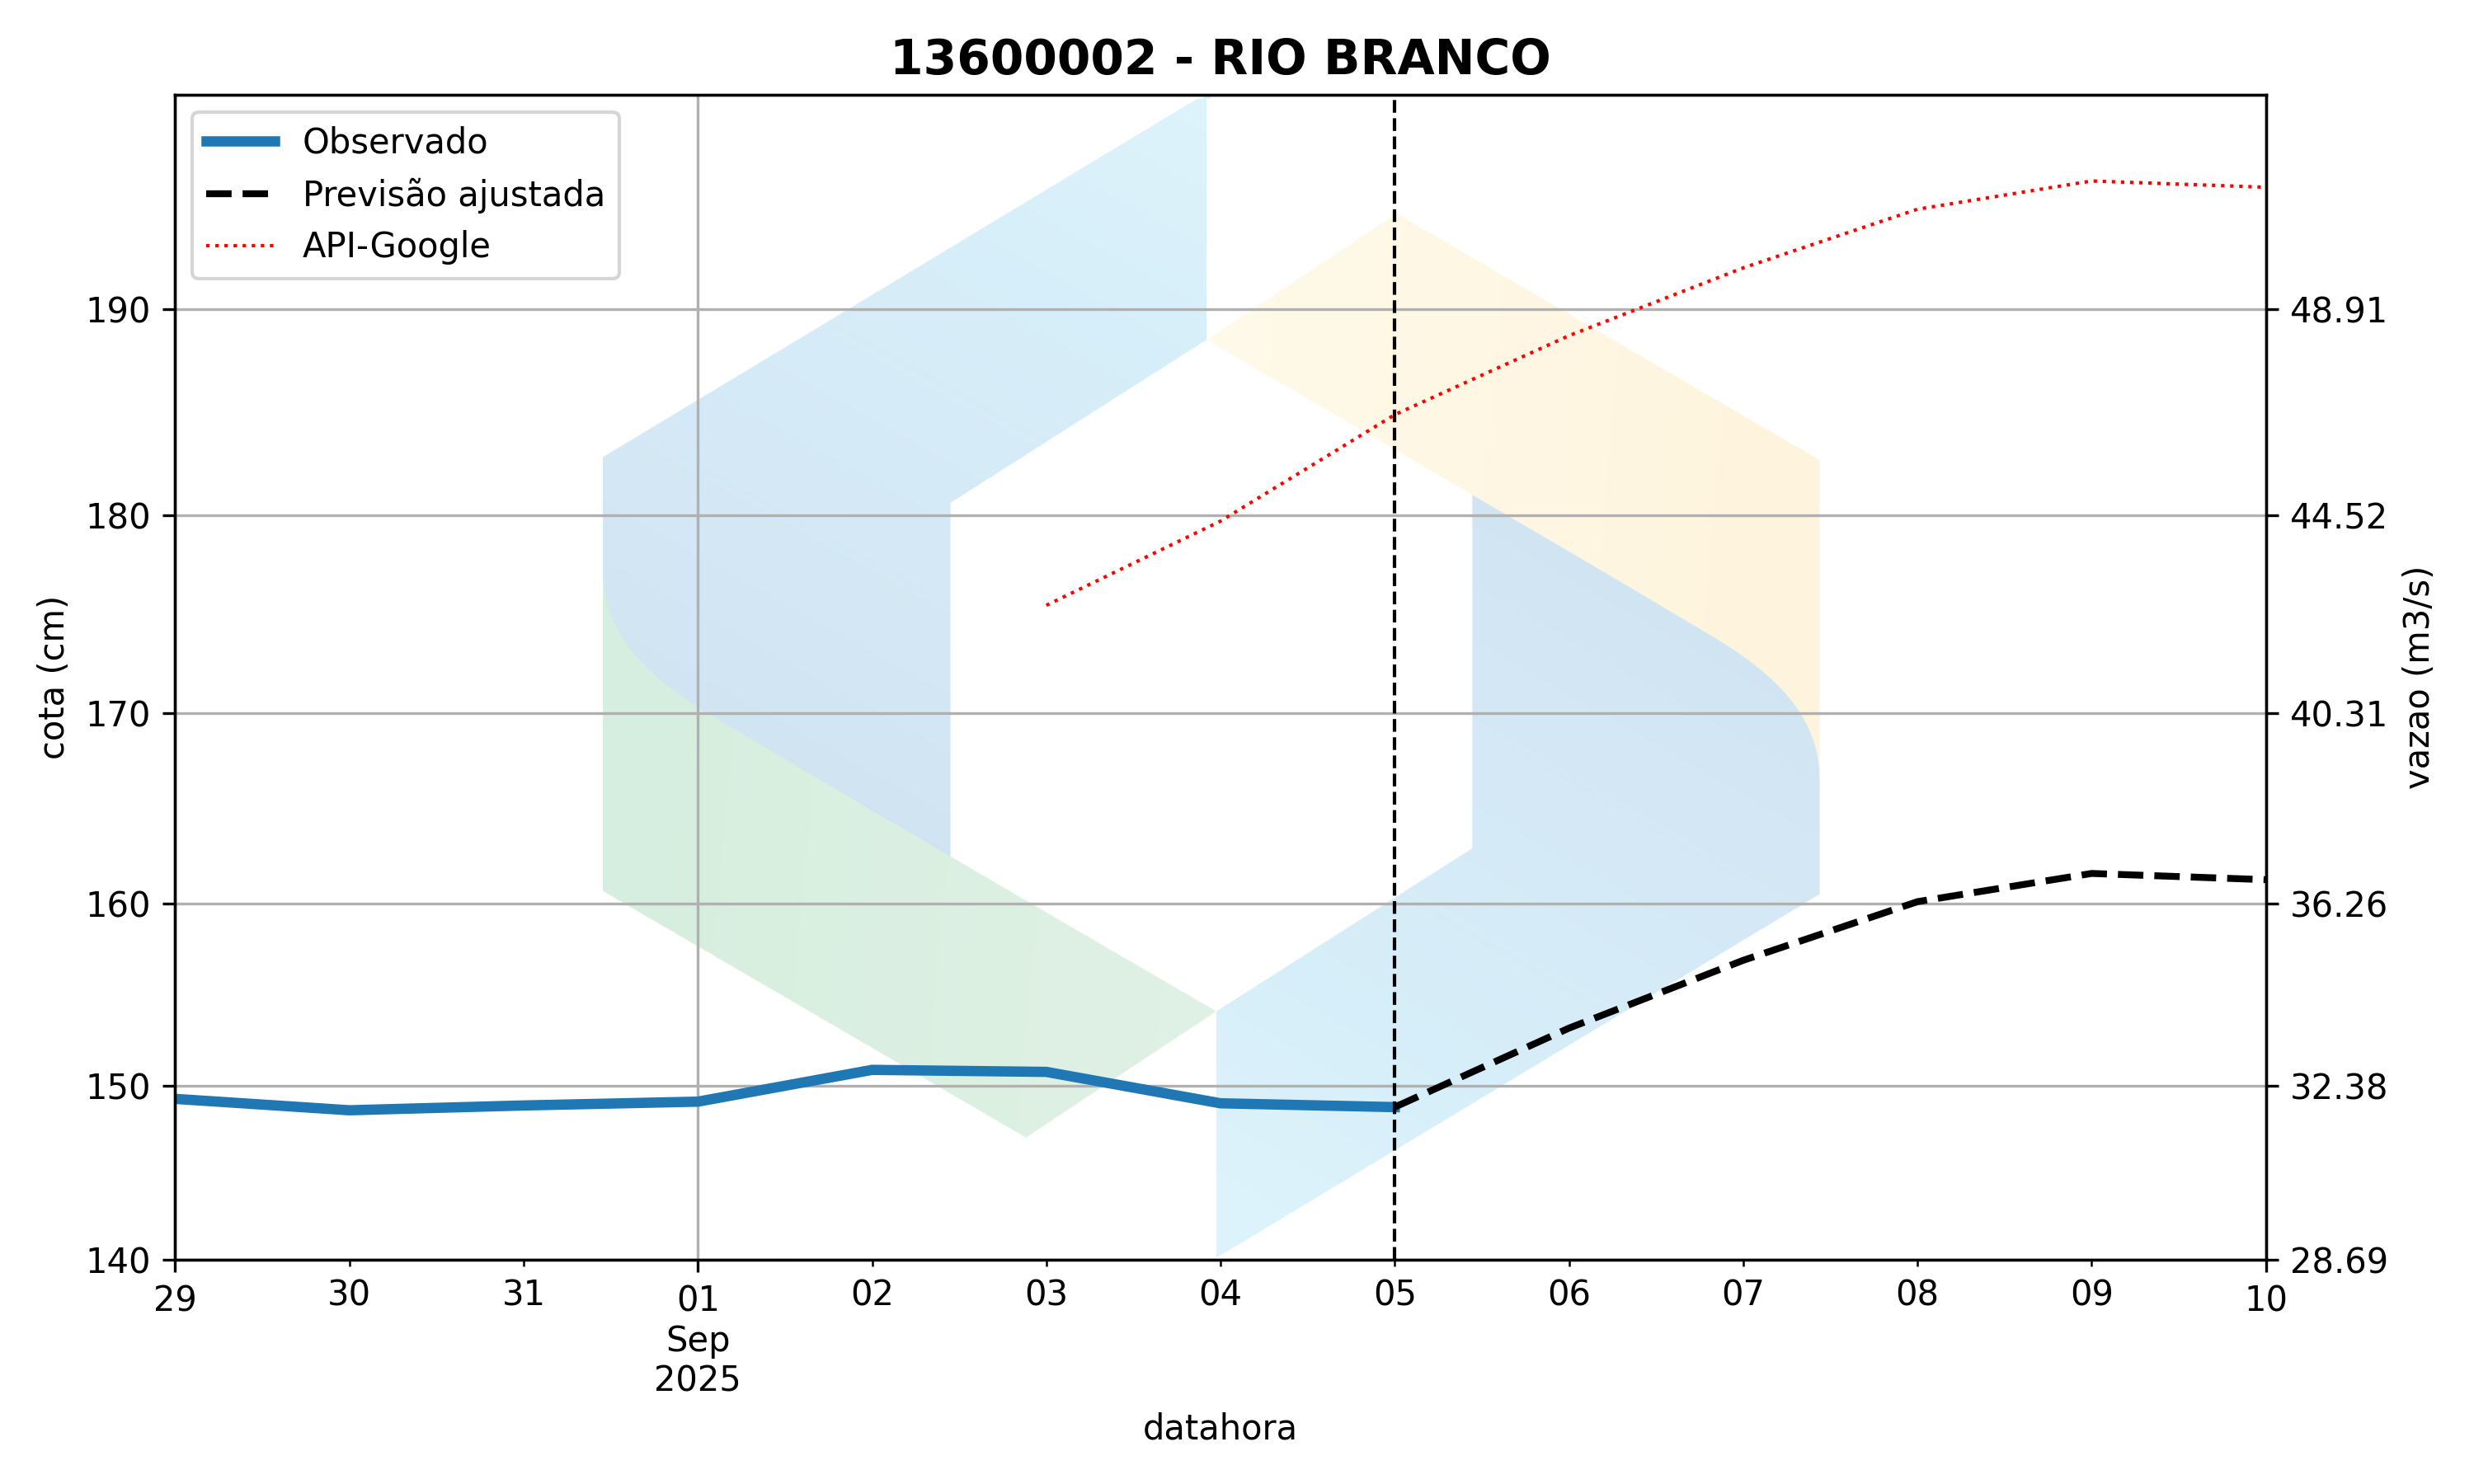 13600002 - RIO BRANCO
Observado
Previsão ajustada
API-Google
190
180
170
160
150
140
cota (cm)
48.91
44.52
40.31
36.26
32.38
28.69
vazao (m3/s)
29 30 31 01 02 03 04 05 06 07 08 09 10
Sep
2025
datahora